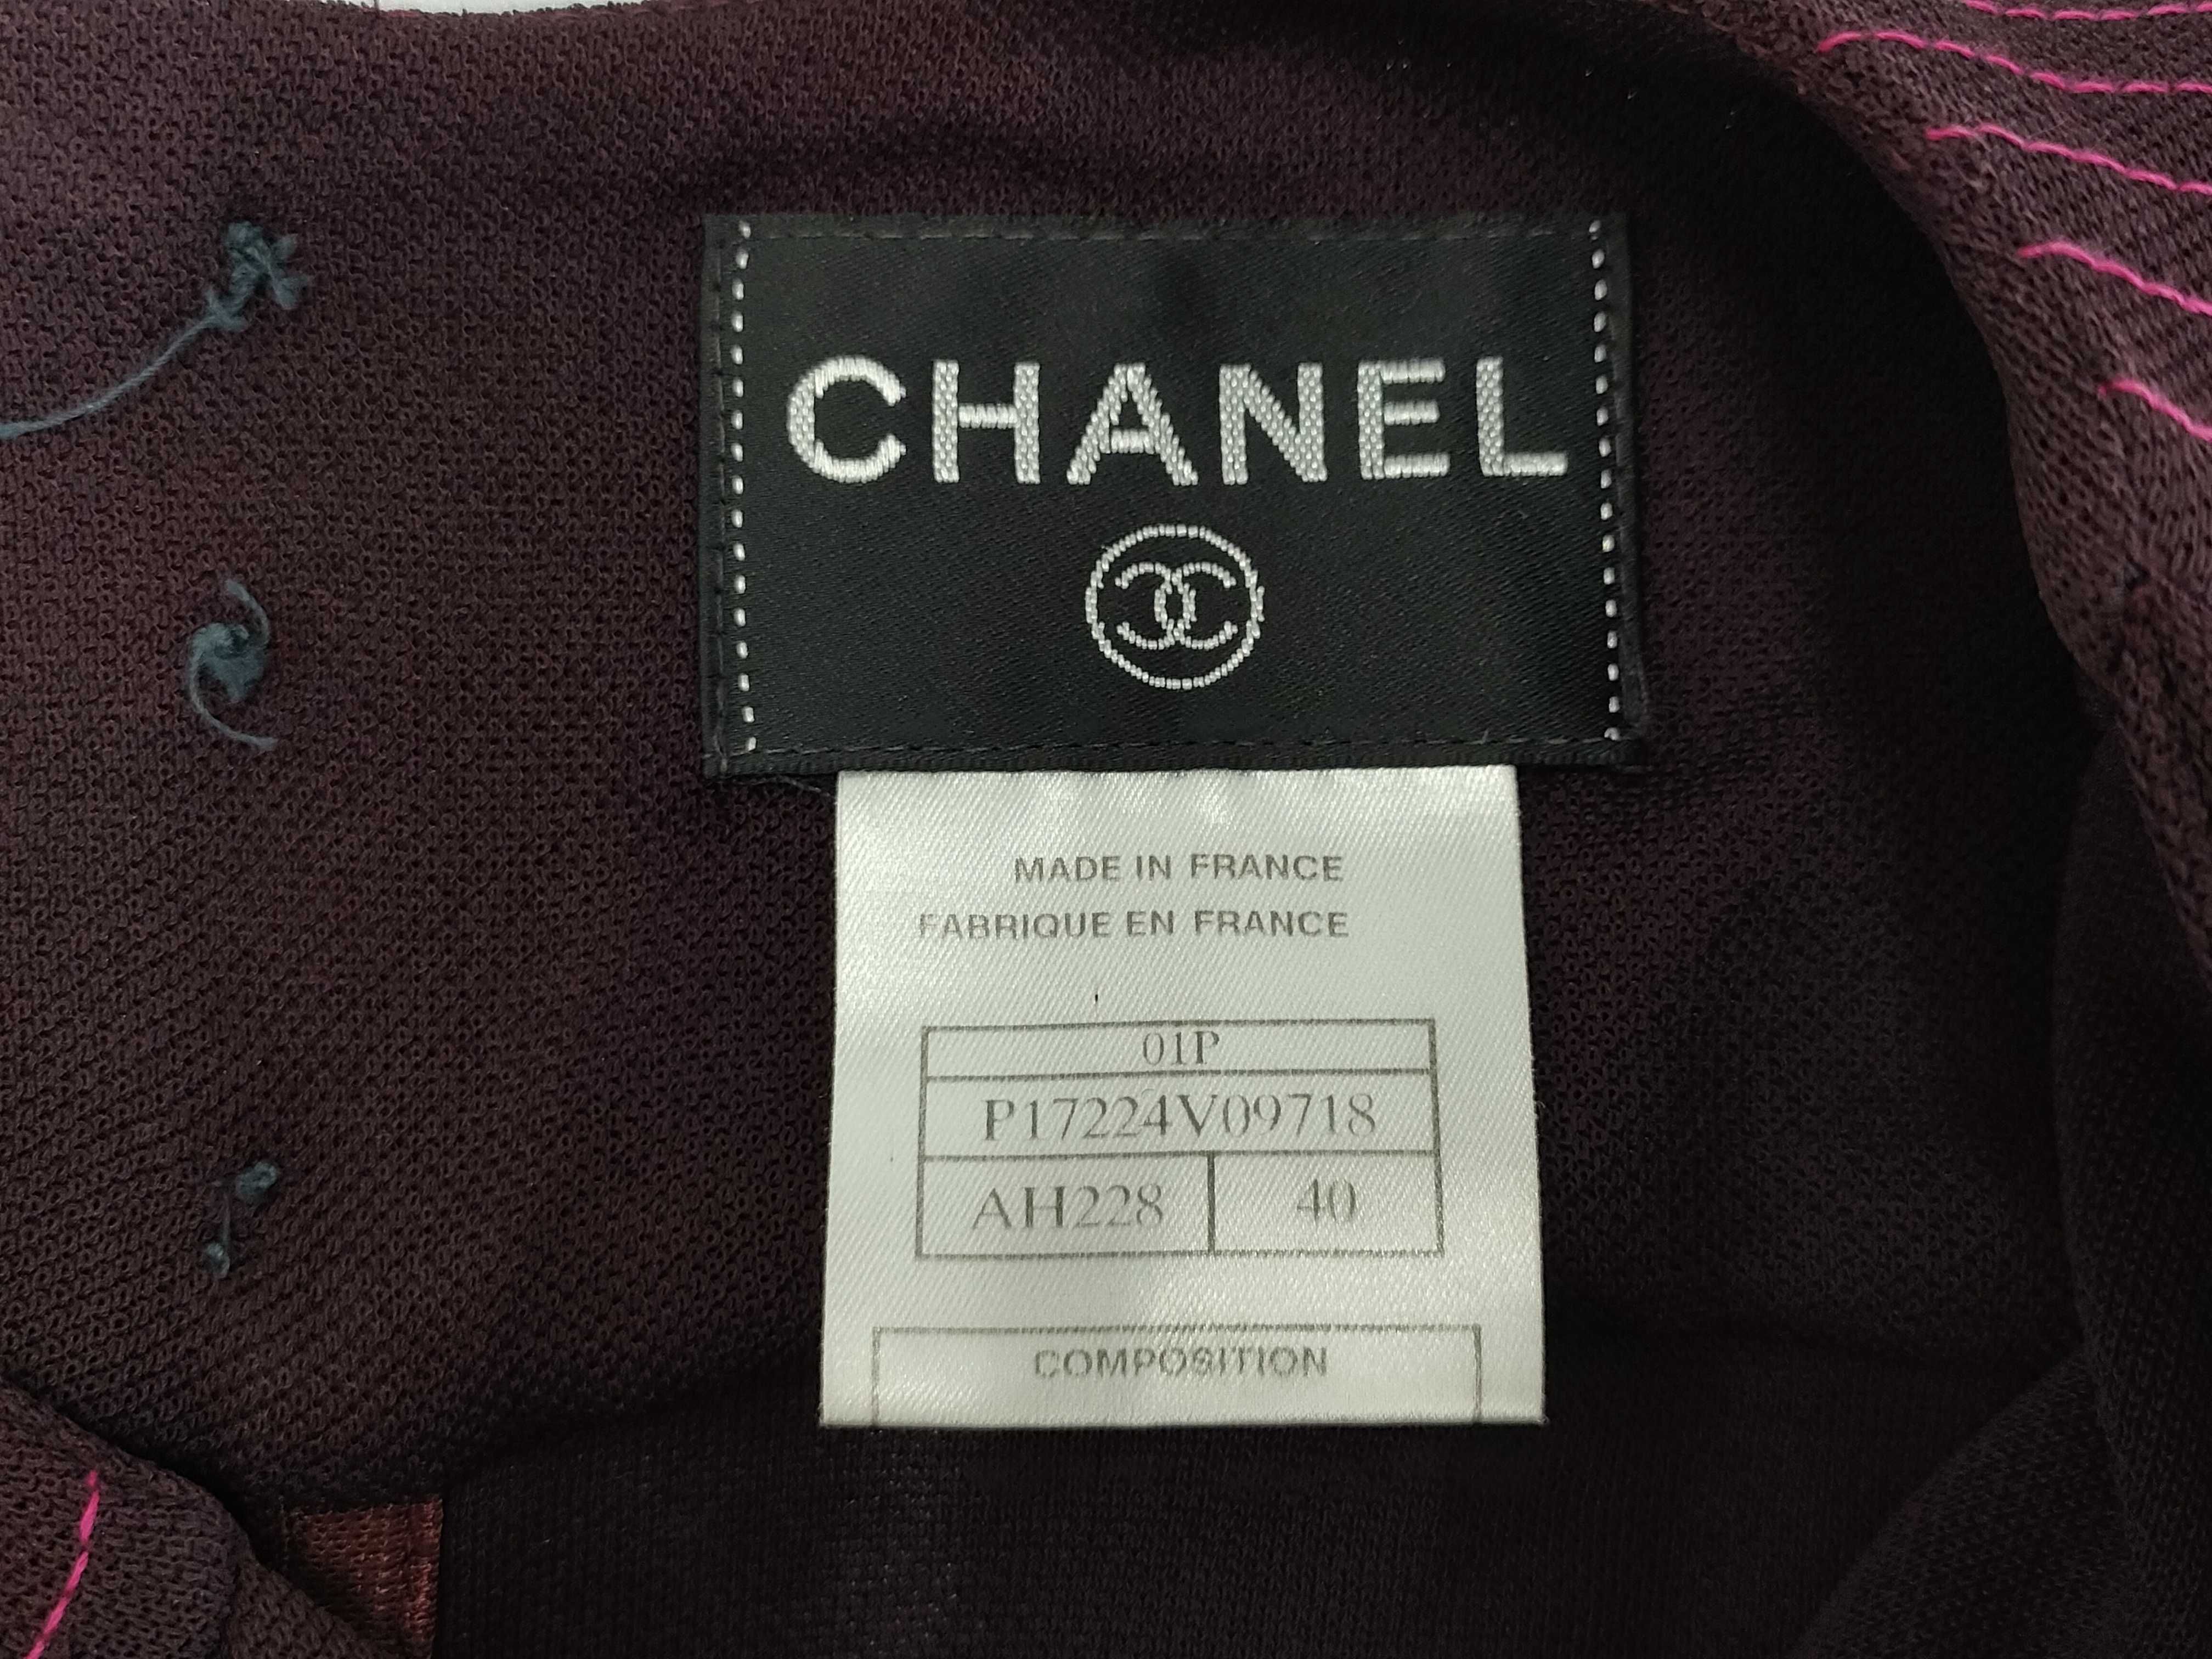 CHANEL
MADE IN FRANCE
FABRIQUE EN FRANCE
01P
P17224V09718
AH228 40
COMPOSITION